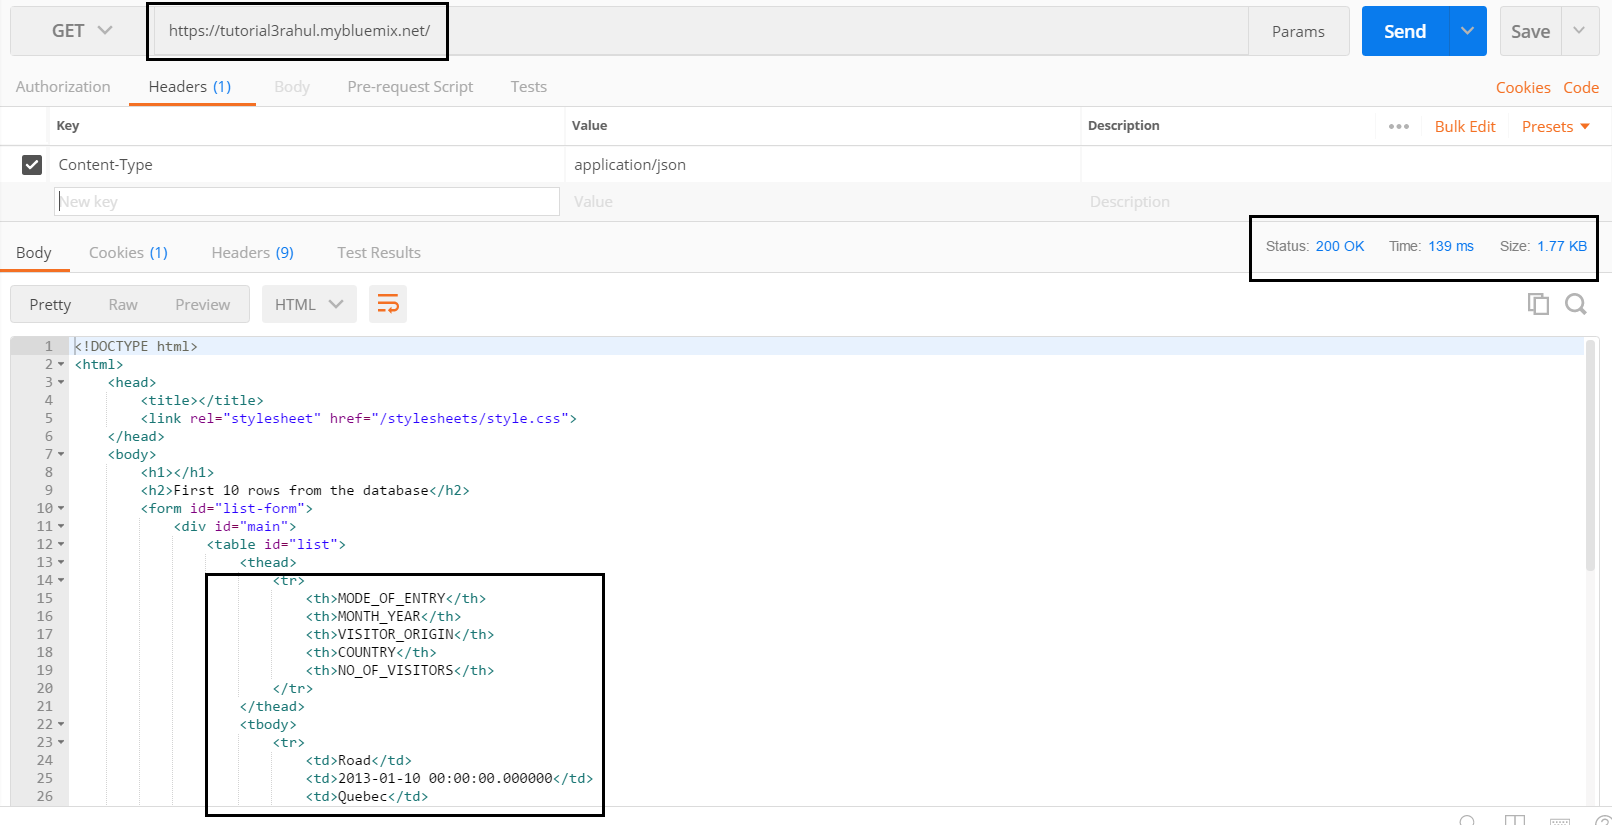 GET https://tutorial3rahul.mybluemix.net/ Params Send Save
Authorization Headers (1) Body Pre-request Script Tests Cookies Code
Key Value Description ••• Bulk Edit Presets
Content-Type application/json
New key Value Description
Body Cookies (1) Headers (9) Test Results Status: 200 OK Time: 139 ms Size: 1.77 KB
Pretty Raw Preview HTML
1 <!DOCTYPE html>
2 <html>
3 <head>
4 <title></title>
5 <link rel="stylesheet" href="/stylesheets/style.css">
6 </head>
7 <body>
8 <h1></h1>
9 <h2>First 10 rows from the database</h2>
10 <form id="list-form">
11 <div id="main">
12 <table id="list">
13 <thead>
14 <tr>
15 <th>MODE_OF_ENTRY</th>
16 <th>MONTH_YEAR</th>
17 <th>VISITOR_ORIGIN</th>
18 <th>COUNTRY</th>
19 <th>NO_OF_VISITORS</th>
20 </tr>
21 </thead>
22 <tbody>
23 <tr>
24 <td>Road</td>
25 <td>2013-01-10 00:00:00.000000</td>
26 <td>Quebec</td>